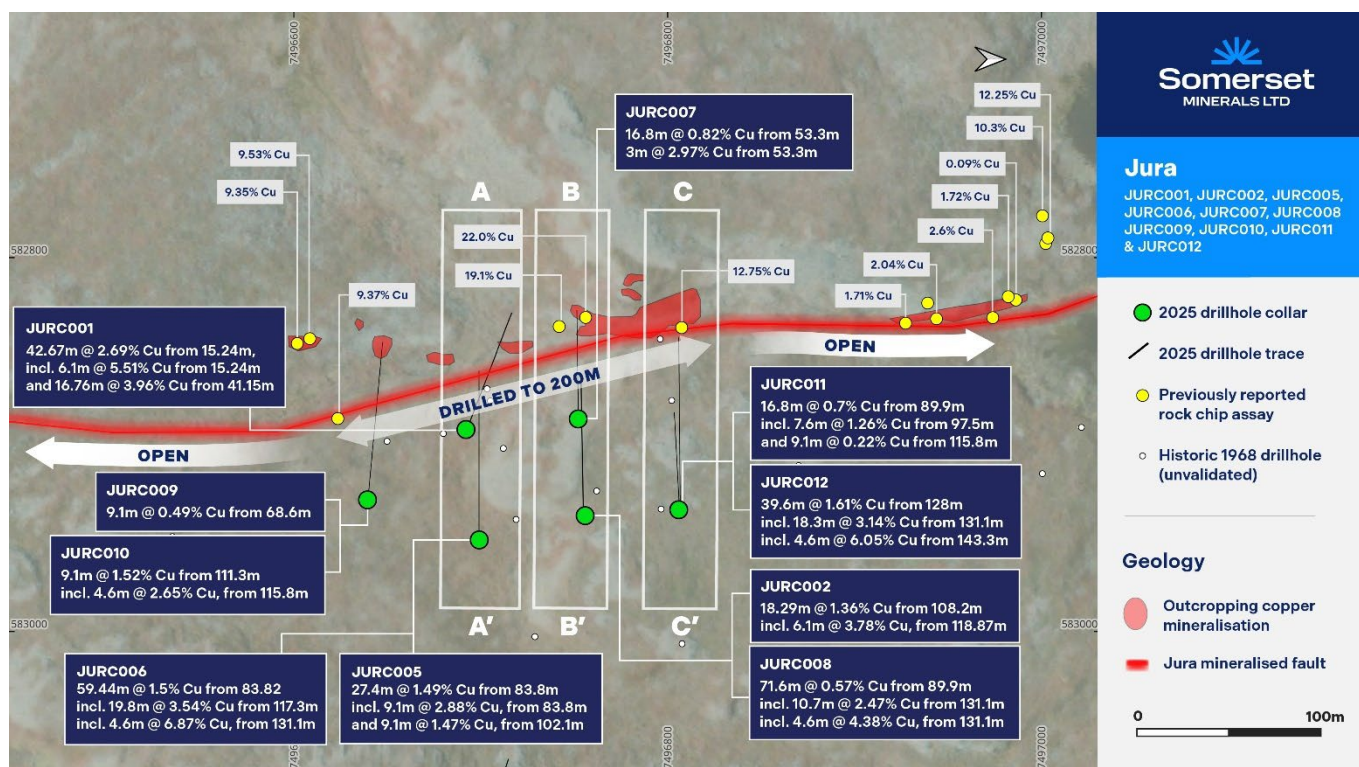 7496600
7496800
7497000
12.25% Cu
10.3% Cu
0.09% Cu
1.72% Cu
2.6% Cu
2.04% Cu
1.71% Cu
9.53% Cu
9.35% Cu
9.37% Cu
22.0% Cu
19.1% Cu
12.75% Cu
582800
582800
JURC007
16.8m @ 0.82% Cu from 53.3m
3m @ 2.97% Cu from 53.3m
A
B
C
JURC001
42.67m @ 2.69% Cu from 15.24m,
incl. 6.1m @ 5.51% Cu from 15.24m
and 16.76m @ 3.96% Cu from 41.15m
DRILLED TO 200M
OPEN
OPEN
JURC009
9.1m @ 0.49% Cu from 68.6m
JURC010
9.1m @ 1.52% Cu from 111.3m
incl. 4.6m @ 2.65% Cu, from 115.8m
JURC011
16.8m @ 0.7% Cu from 89.9m
incl. 7.6m @ 1.26% Cu from 97.5m
and 9.1m @ 0.22% Cu from 115.8m
JURC012
39.6m @ 1.61% Cu from 128m
incl. 18.3m @ 3.14% Cu from 131.1m
incl. 4.6m @ 6.05% Cu from 143.3m
JURC002
18.29m @ 1.36% Cu from 108.2m
incl. 6.1m @ 3.78% Cu, from 118.87m
JURC008
71.6m @ 0.57% Cu from 89.9m
incl. 10.7m @ 2.47% Cu from 131.1m
incl. 4.6m @ 4.38% Cu, from 131.1m
A'
B'
C'
583000
583000
JURC006
59.44m @ 1.5% Cu from 83.82
incl. 19.8m @ 3.54% Cu from 117.3m
incl. 4.6m @ 6.87% Cu, from 131.1m
JURC005
27.4m @ 1.49% Cu from 83.8m
incl. 9.1m @ 2.88% Cu, from 83.8m
and 9.1m @ 1.47% Cu, from 102.1m
7496600
7496800
7497000
Somerset
MINERALS LTD
Jura
JURC001, JURC002, JURC005,
JURC006, JURC007, JURC008
JURC009, JURC010, JURC011
& JURC012
2025 drillhole collar
2025 drillhole trace
Previously reported
rock chip assay
Historic 1968 drillhole
(unvalidated)
Geology
Outcropping copper
mineralisation
Jura mineralised fault
0
100m